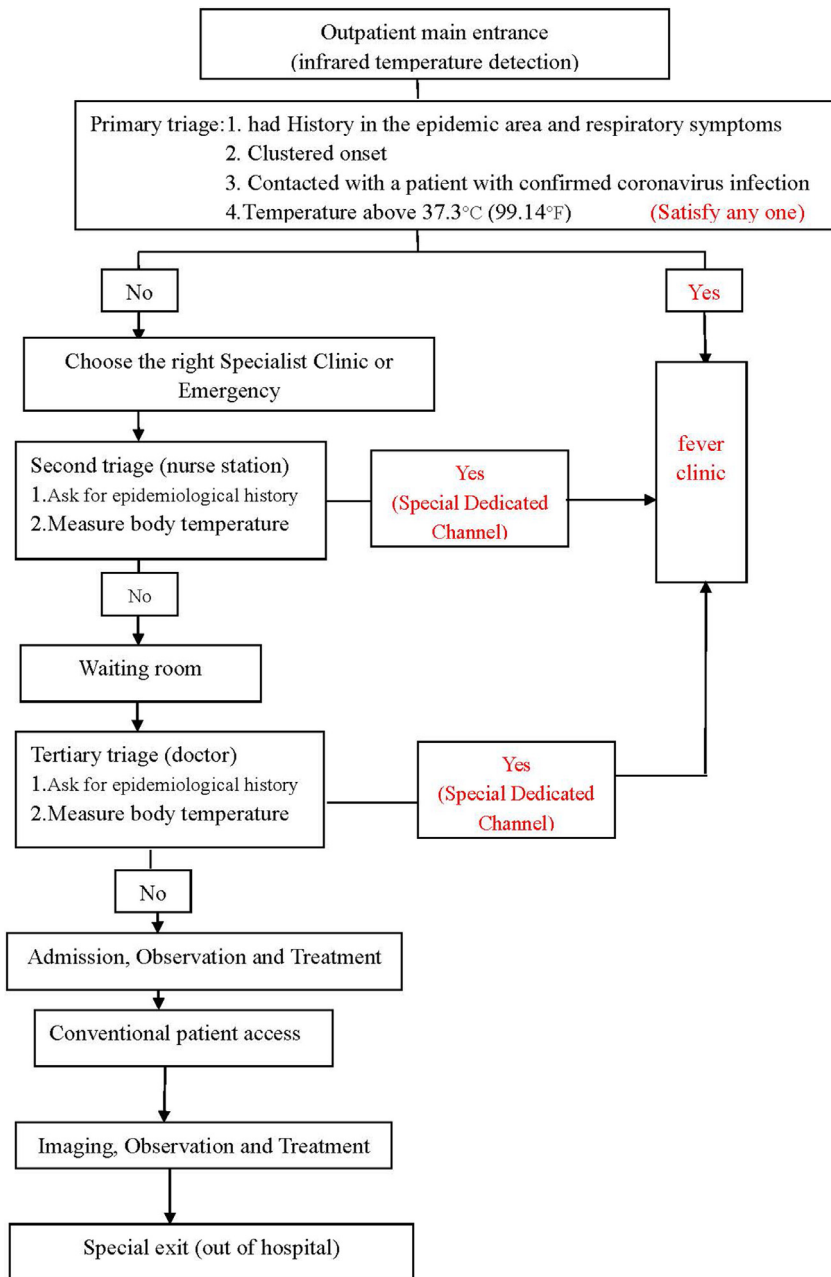 Outpatient main entrance
(infrared temperature detection)
Primary triage:1. had History in the epidemic area and respiratory symptoms
2. Clustered onset
3. Contacted with a patient with confirmed coronavirus infection
4.Temperature above 37.3°C (99.14°F) (Satisfy any one)
No
Yes
Choose the right Specialist Clinic or
Emergency
fever
clinic
Second triage (nurse station)
1.Ask for epidemiological history
2.Measure body temperature
Yes
(Special Dedicated
Channel)
No
Waiting room
Tertiary triage (doctor)
1.Ask for epidemiological history
2.Measure body temperature
Yes
(Special Dedicated
Channel)
No
Admission, Observation and Treatment
Conventional patient access
Imaging, Observation and Treatment
Special exit (out of hospital)